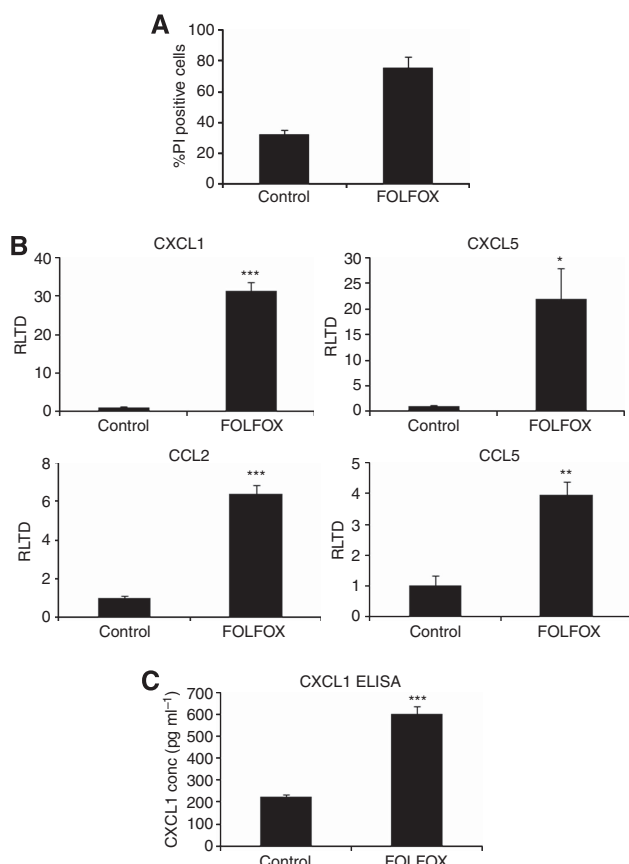 A
%PI positive cells
100
80
60
40
20
0
Control FOLFOX
B
CXCL1
RLTD
40
30
20
10
0
Control FOLFOX
***
CXCL5
RLTD
30
25
20
15
10
5
0
Control FOLFOX
*
CCL2
RLTD
8
6
4
2
0
Control FOLFOX
***
CCL5
RLTD
5
4
3
2
1
0
Control FOLFOX
**
C
CXCL1 ELISA
CXCL1 conc (pg ml⁻¹)
700
600
500
400
300
200
100
0
Control FOLFOX
***